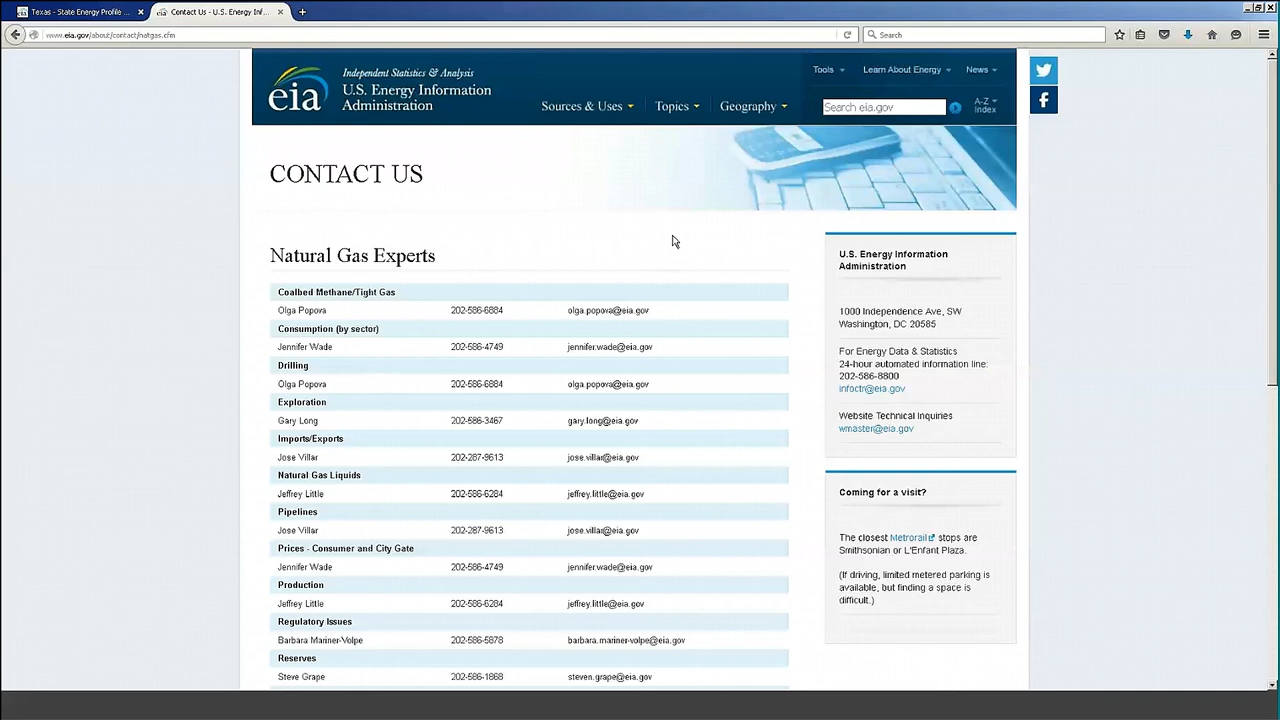 Texas - State Energy Profile ...
Contact Us - U.S. Energy Inf...
www.eia.gov/about/contact/natgas.cfm
Search
eia
Independent Statistics & Analysis
U.S. Energy Information
Administration
Tools
Learn About Energy
News
Sources & Uses
Topics
Geography
Search eia.gov
A-Z
Index
CONTACT US
Natural Gas Experts
Coalbed Methane/Tight Gas
Olga Popova 202-586-6884 olga.popova@eia.gov
Consumption (by sector)
Jennifer Wade 202-586-4749 jennifer.wade@eia.gov
Drilling
Olga Popova 202-586-6884 olga.popova@eia.gov
Exploration
Gary Long 202-586-3467 gary.long@eia.gov
Imports/Exports
Jose Villar 202-287-9613 jose.villar@eia.gov
Natural Gas Liquids
Jeffrey Little 202-586-6284 jeffrey.little@eia.gov
Pipelines
Jose Villar 202-287-9613 jose.villar@eia.gov
Prices - Consumer and City Gate
Jennifer Wade 202-586-4749 jennifer.wade@eia.gov
Production
Jeffrey Little 202-586-6284 jeffrey.little@eia.gov
Regulatory Issues
Barbara Mariner-Volpe 202-586-5878 barbara.mariner-volpe@eia.gov
Reserves
Steve Grape 202-586-1868 steven.grape@eia.gov
U.S. Energy Information
Administration
1000 Independence Ave, SW
Washington, DC 20585
For Energy Data & Statistics
24-hour automated information line:
202-586-8800
infoctr@eia.gov
Website Technical Inquiries
wmaster@eia.gov
Coming for a visit?
The closest Metrorail stops are
Smithsonian or L'Enfant Plaza.
(If driving, limited metered parking is
available, but finding a space is
difficult.)